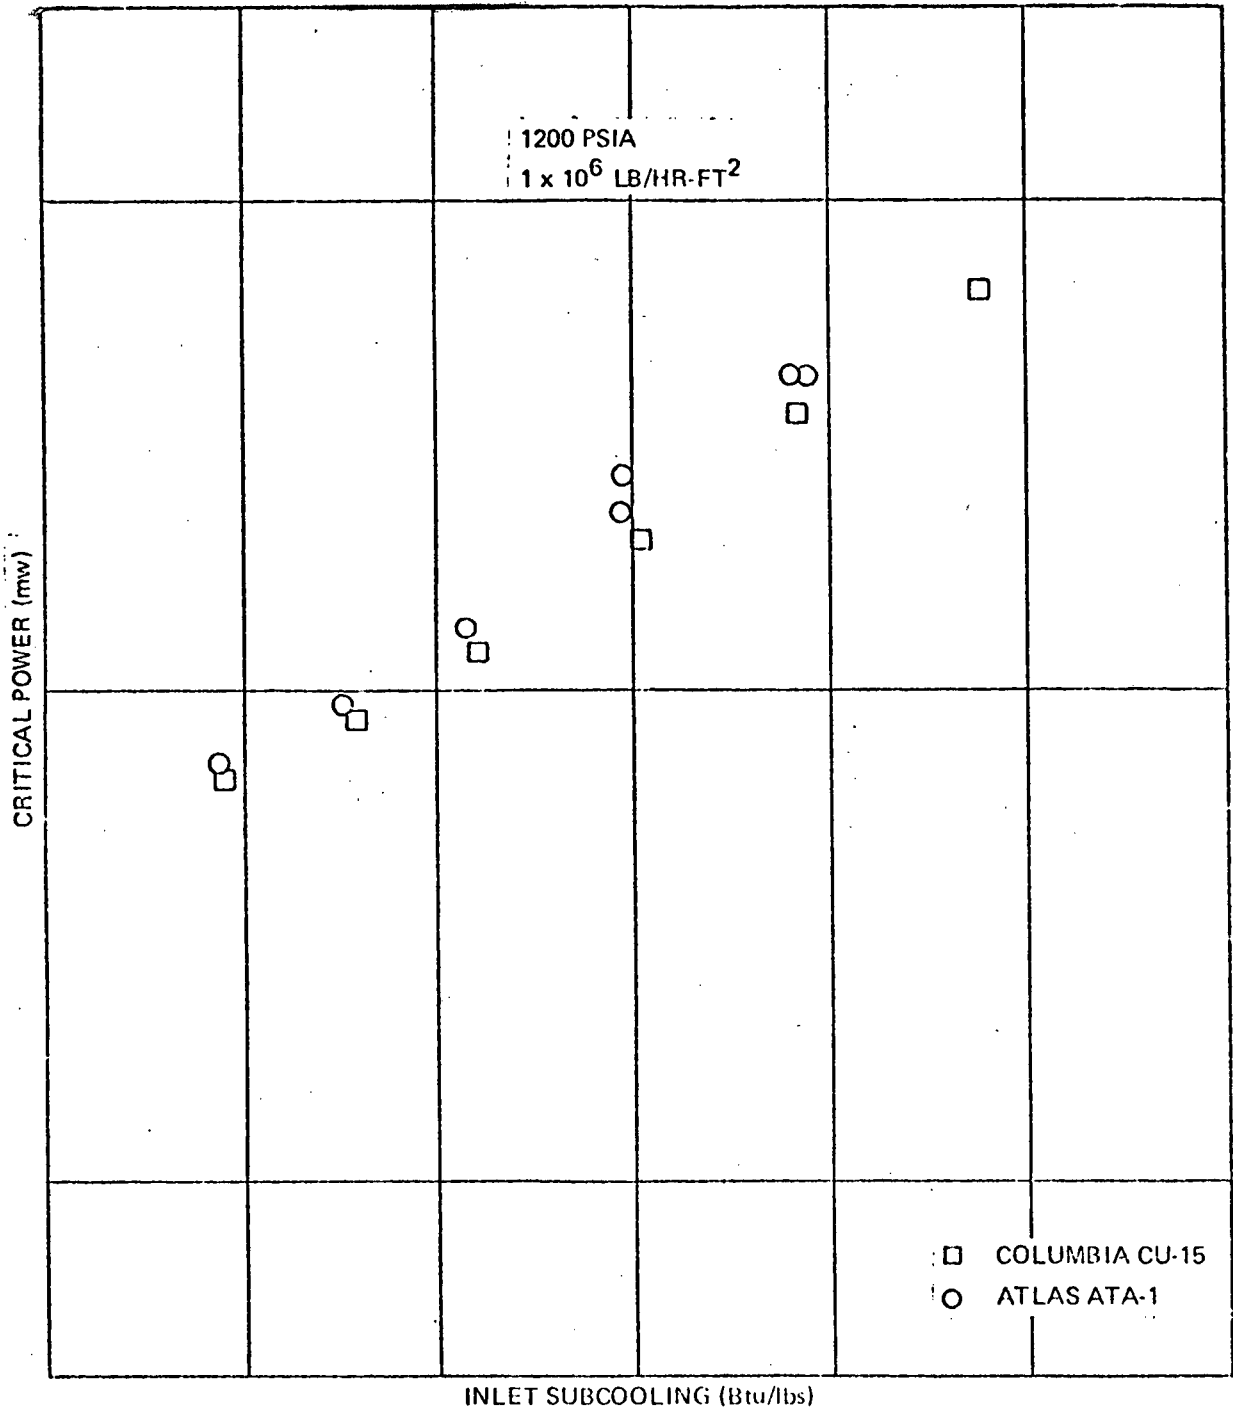 1200 PSIA
1 x 10⁶ LB/HR-FT²
CRITICAL POWER (mw)
□ COLUMBIA CU-15
○ ATLAS ATA-1
INLET SUBCOOLING (Btu/lbs)